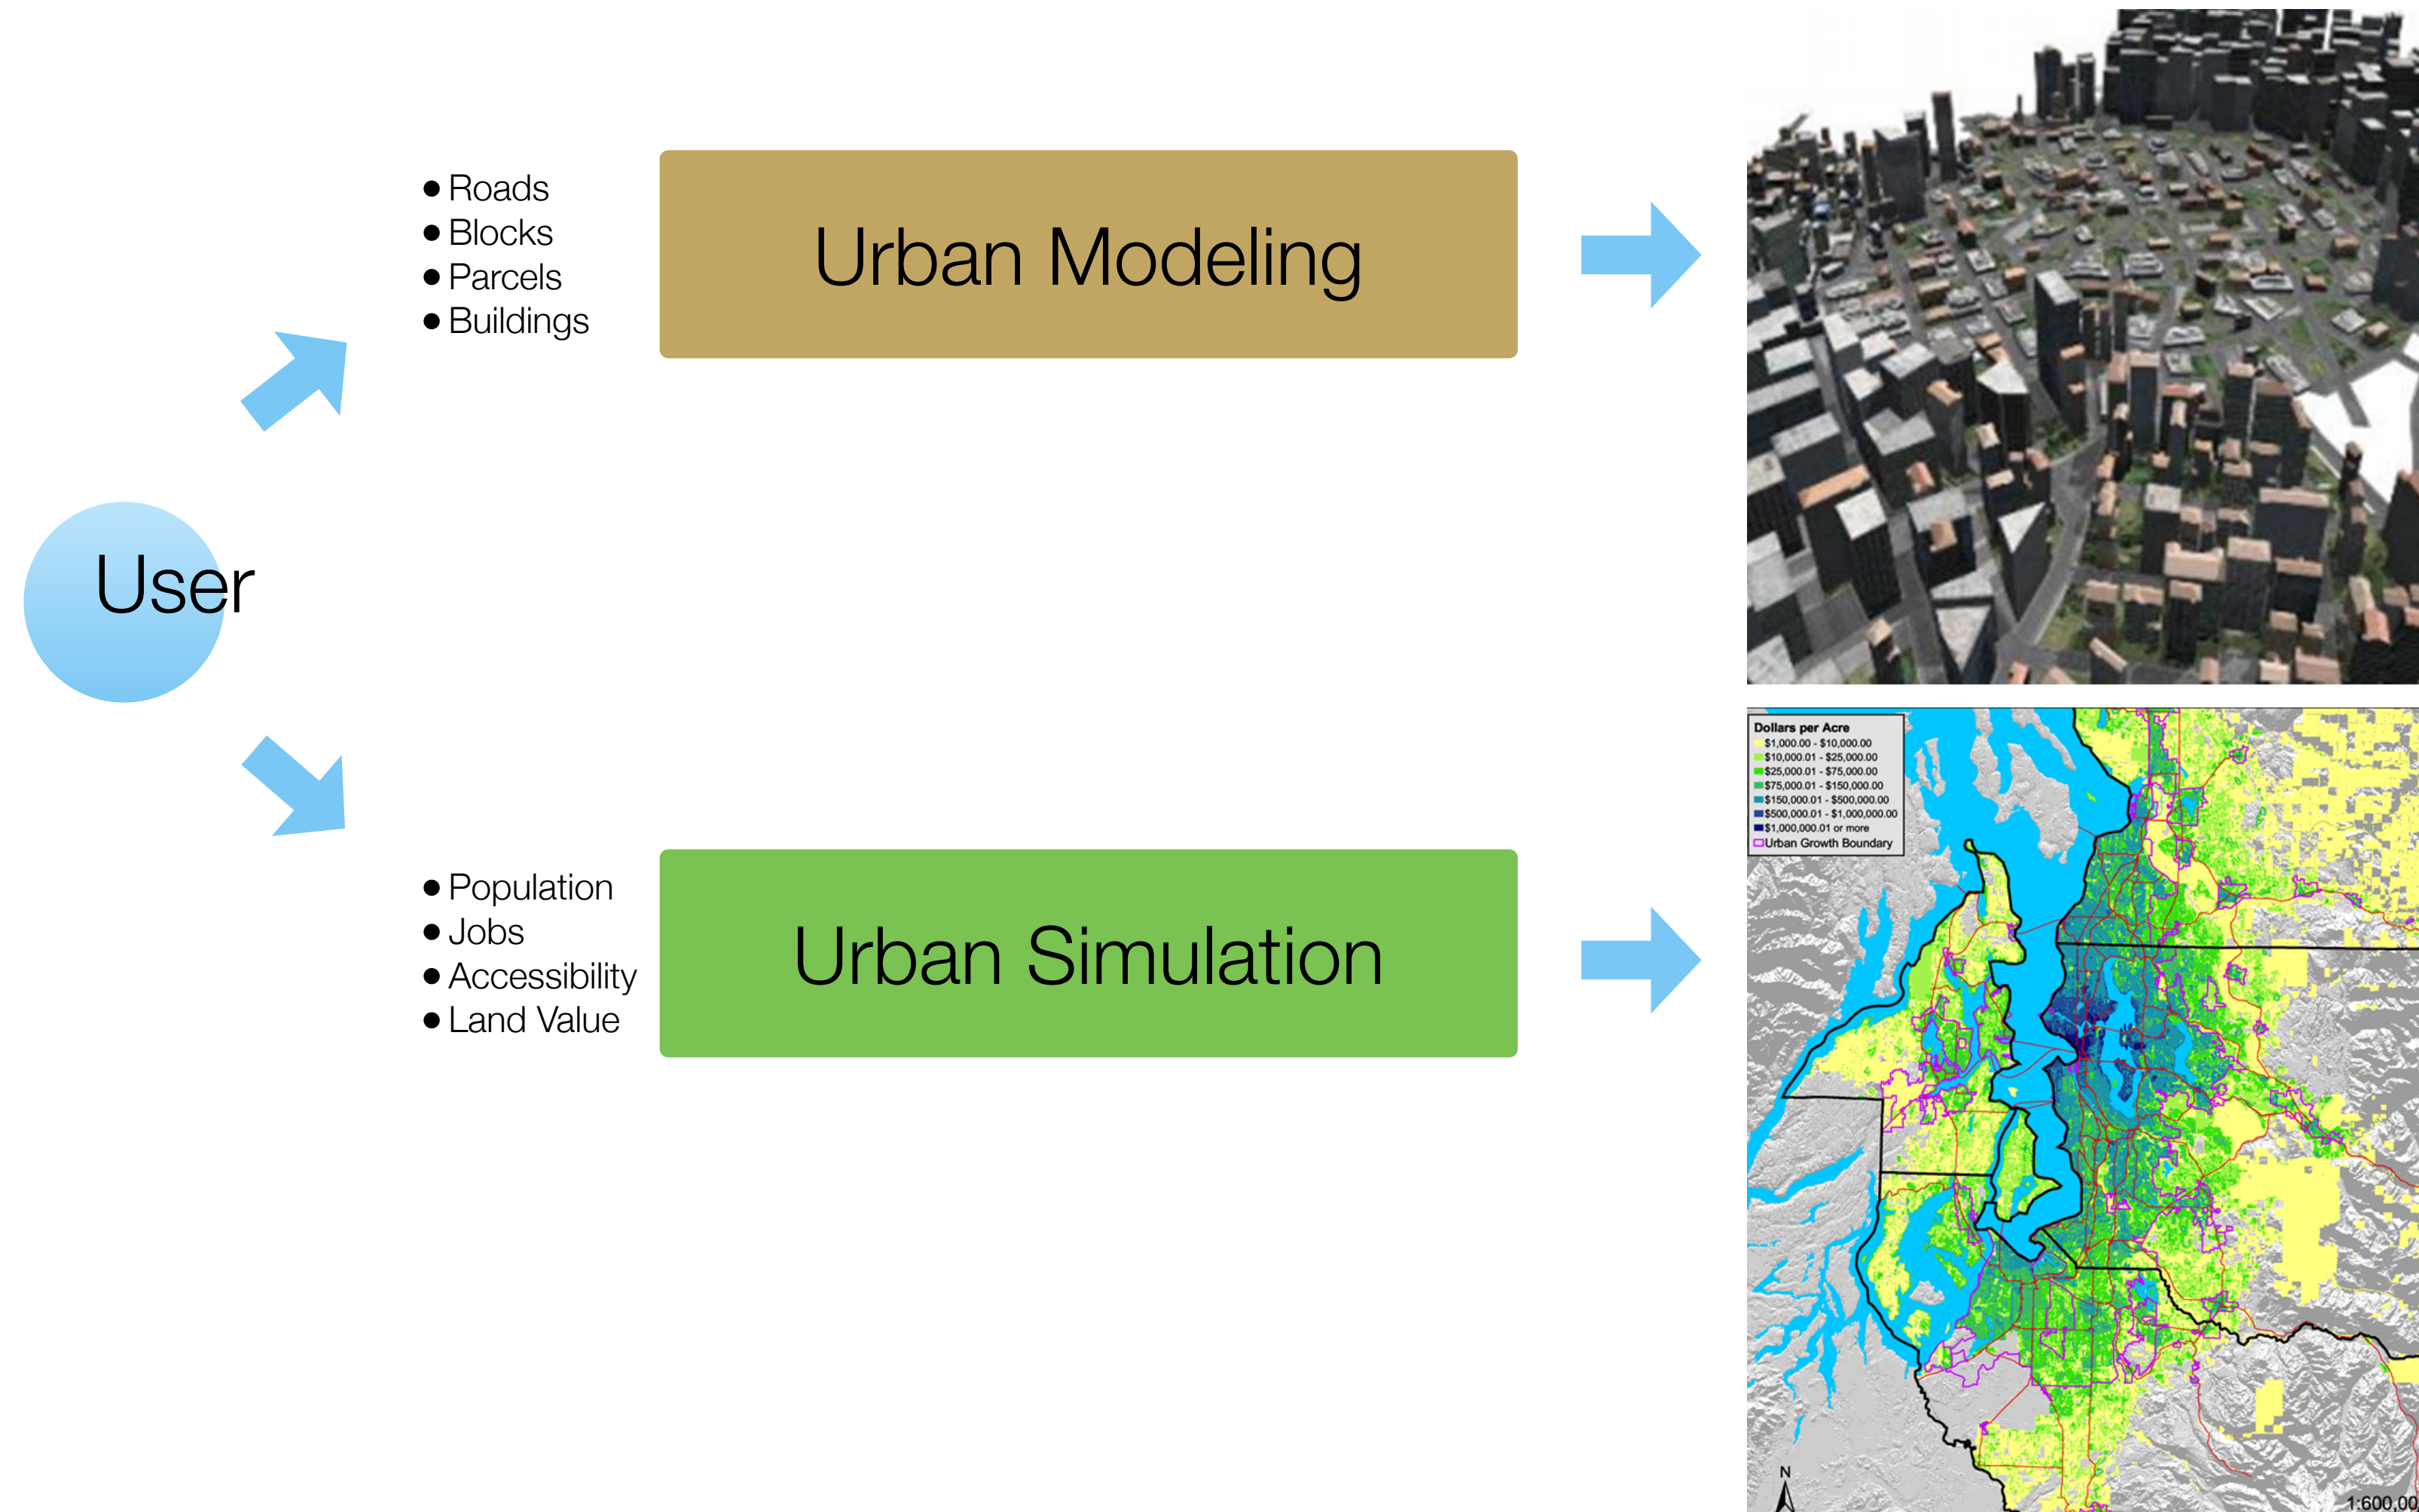 Roads
Blocks
Parcels
Buildings
Urban Modeling
User
Population
Jobs
Accessibility
Land Value
Urban Simulation
Dollars per Acre
$1,000.00 - $10,000.00
$10,000.01 - $25,000.00
$25,000.01 - $75,000.00
$75,000.01 - $150,000.00
$150,000.01 - $500,000.00
$500,000.01 - $1,000,000.00
$1,000,000.01 or more
Urban Growth Boundary
N
1:600,00